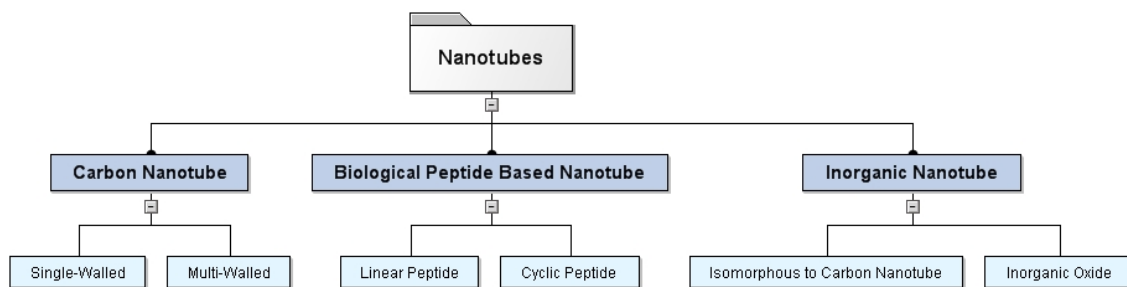 Nanotubes
Carbon Nanotube
Biological Peptide Based Nanotube
Inorganic Nanotube
Single-Walled
Multi-Walled
Linear Peptide
Cyclic Peptide
Isomorphous to Carbon Nanotube
Inorganic Oxide